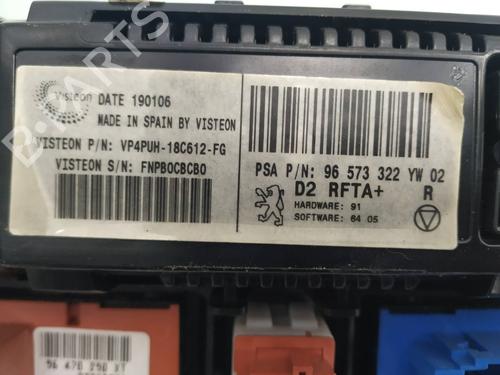 Visteon
DATE 190106
MADE IN SPAIN BY VISTEON
VISTEON P/N: VP4PUH-18C612-FG
VISTEON S/N: FNPB0CBCB0
PSA P/N: 96 573 322 YW 02
D2 RFTA+ R
HARDWARE: 91
SOFTWARE: 64 05
B-PARTS